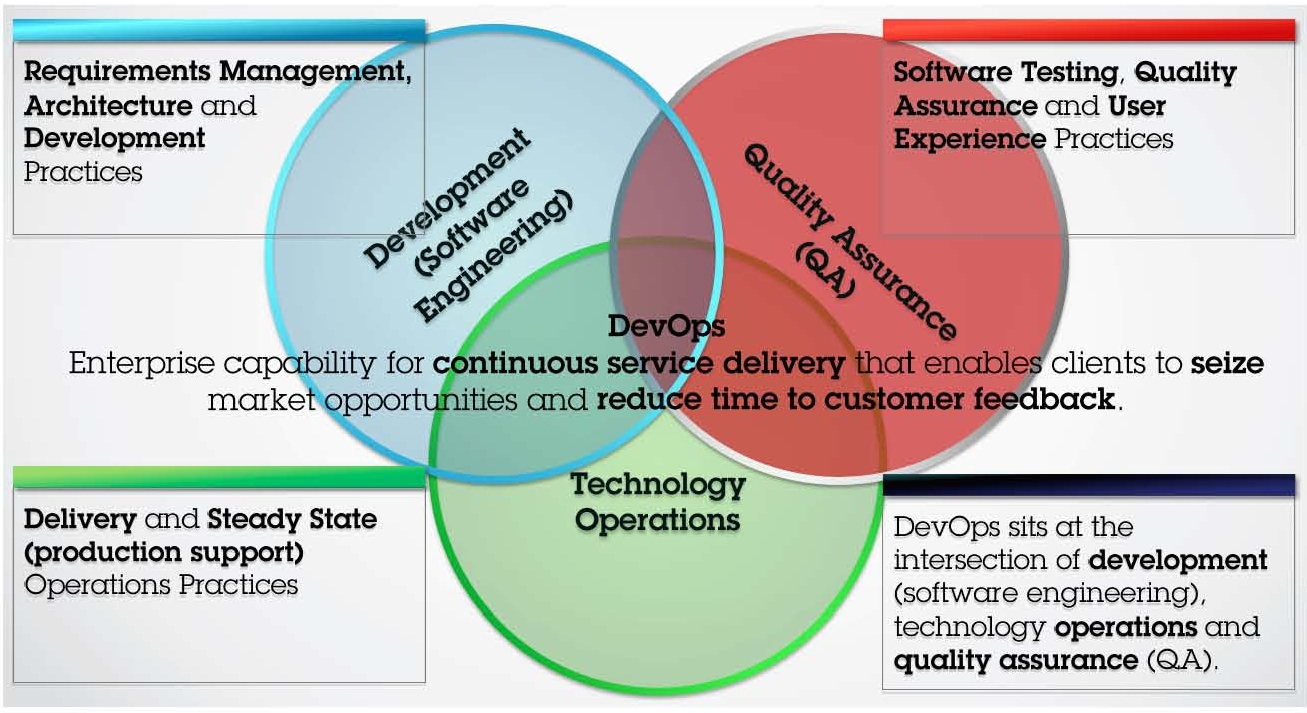 Requirements Management,
Architecture and
Development
Practices
Software Testing, Quality
Assurance and User
Experience Practices
Development
(Software
Engineering)
Quality Assurance
(QA)
DevOps
Enterprise capability for continuous service delivery that enables clients to seize
market opportunities and reduce time to customer feedback.
Technology
Operations
Delivery and Steady State
(production support)
Operations Practices
DevOps sits at the
intersection of development
(software engineering),
technology operations and
quality assurance (QA).